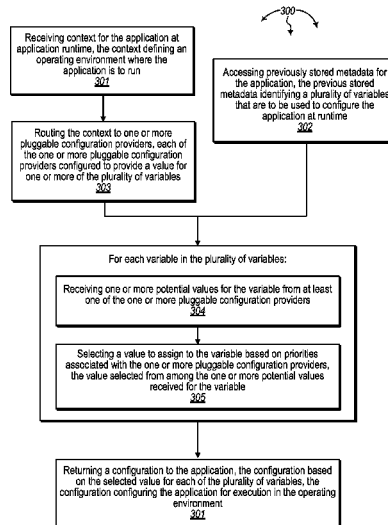 300
Receiving context for the application at
application runtime, the context defining an
operating environment where the
application is to run
301
Accessing previously stored metadata for
the application, the previous stored
metadata identifying a plurality of variables
that are to be used to configure the
application at runtime
302
Routing the context to one or more
pluggable configuration providers, each of
the one or more pluggable configuration
providers configured to provide a value for
one or more of the plurality of variables
303
For each variable in the plurality of variables:
Receiving one or more potential values for the variable from at least
one of the one or more pluggable configuration providers
304
Selecting a value to assign to the variable based on priorities
associated with the one or more pluggable configuration providers,
the value selected from among the one or more potential values
received for the variable
305
Returning a configuration to the application, the configuration based
on the selected value for each of the plurality of variables, the
configuration configuring the application for execution in the operating
environment
301